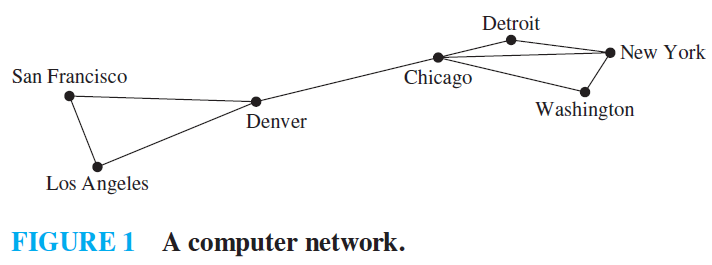 Detroit
New York
San Francisco
Chicago
Washington
Denver
Los Angeles
FIGURE 1 A computer network.